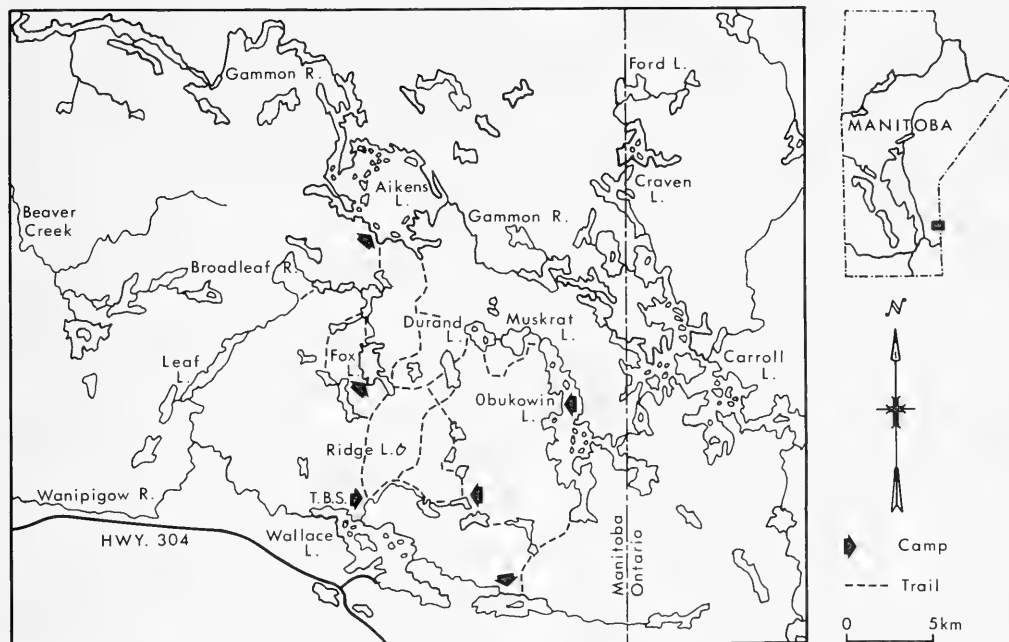 Gammon R.
Ford L.
MANITOBA
Aikens
L.
Craven
L.
Beaver
Creek
Gammon R.
Broadleaf R.
N
Durand
L.
Muskrat
L.
Leaf
L.
Fox
L.
Carroll
L.
Obukowin
L.
Ridge L.
Wanipigow R.
T.B.S.
HWY. 304
Wallace
L.
Manitoba
Ontario
Camp
Trail
0 5km